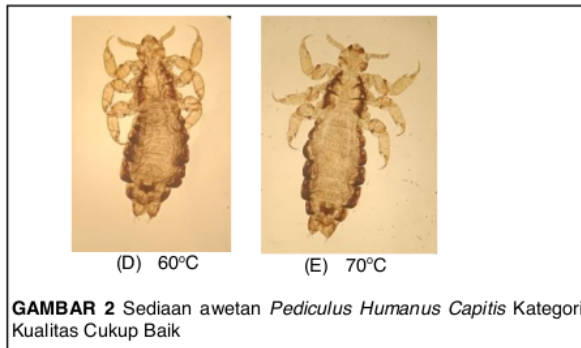 (D) 60°C
(E) 70°C
GAMBAR 2 Sediaan awetan Pediculus Humanus Capitis Kategori
Kualitas Cukup Baik